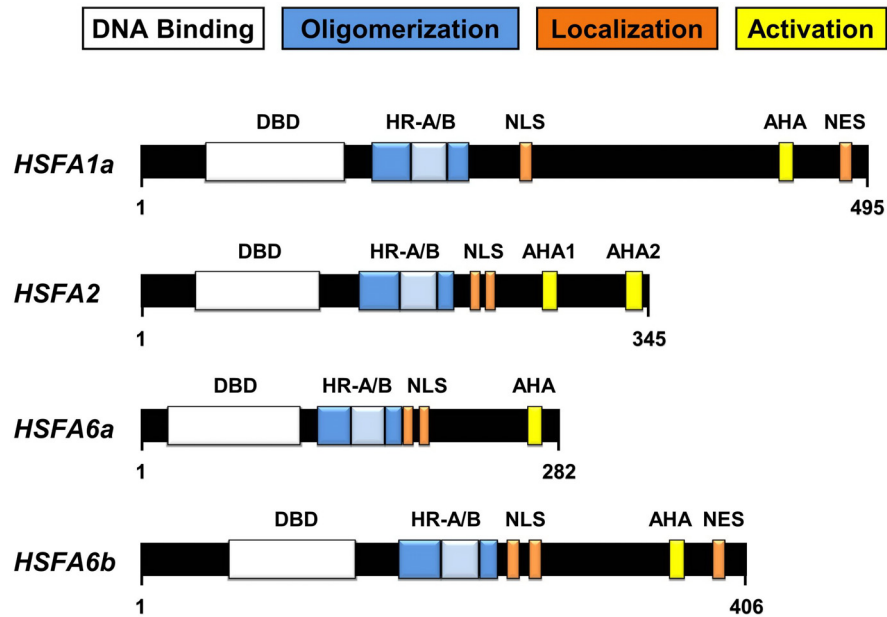 DNA Binding Oligomerization Localization Activation
DBD HR-A/B NLS AHA NES
HSFA1a
1 495
DBD HR-A/B NLS AHA1 AHA2
HSFA2
1 345
DBD HR-A/B NLS AHA
HSFA6a
1 282
DBD HR-A/B NLS AHA NES
HSFA6b
1 406